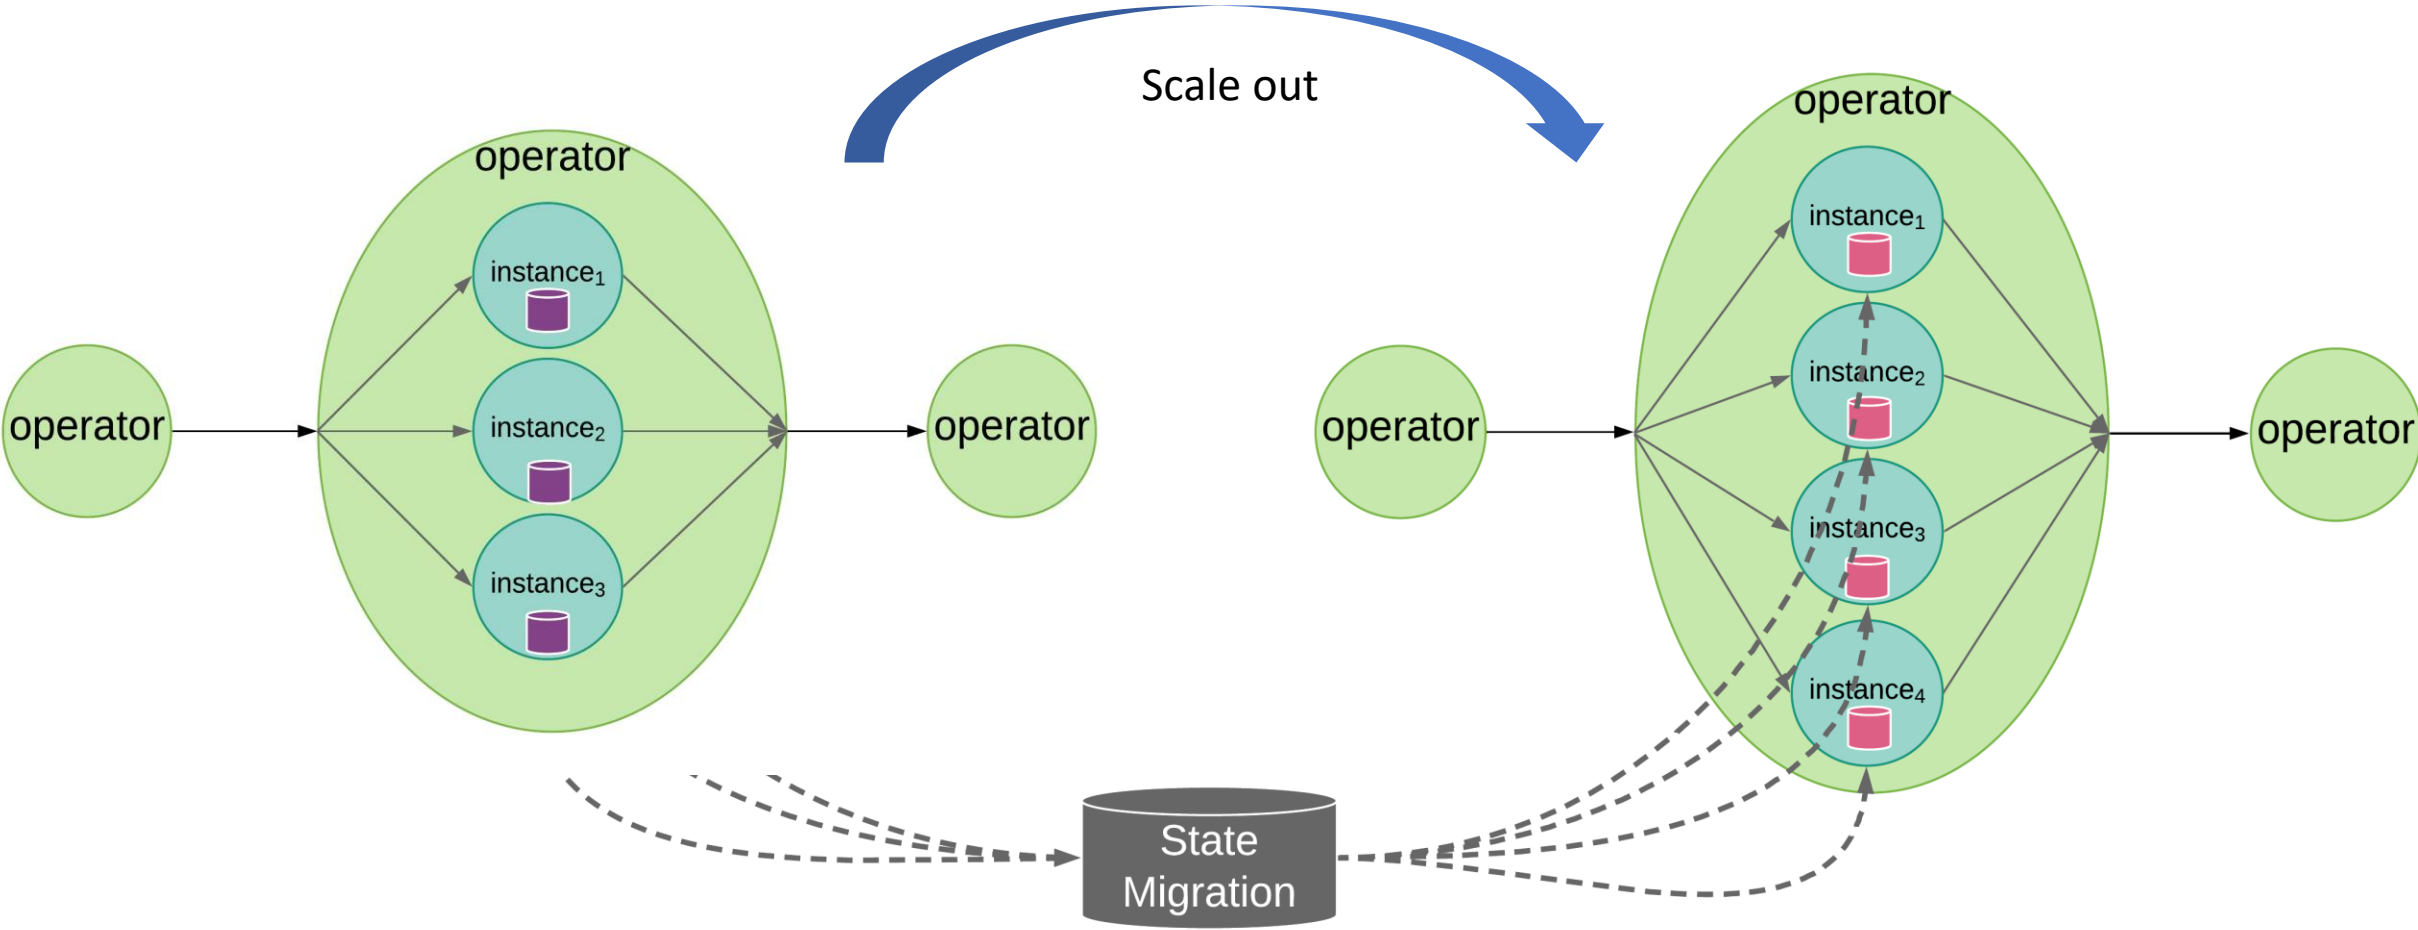 Scale out
operator
instance₁
instance₂
instance₃
operator
operator
operator
instance₁
instance₂
instance₃
instance₄
operator
operator
State
Migration